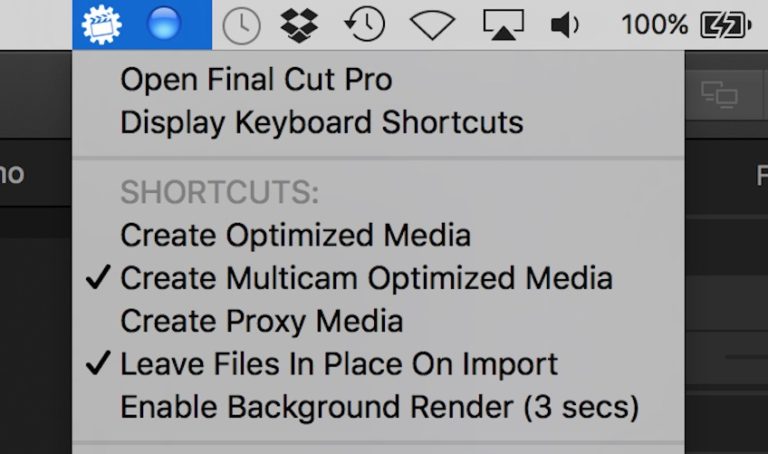 100%
Open Final Cut Pro
Display Keyboard Shortcuts
no
F
SHORTCUTS:
Create Optimized Media
✓ Create Multicam Optimized Media
Create Proxy Media
✓ Leave Files In Place On Import
Enable Background Render (3 secs)